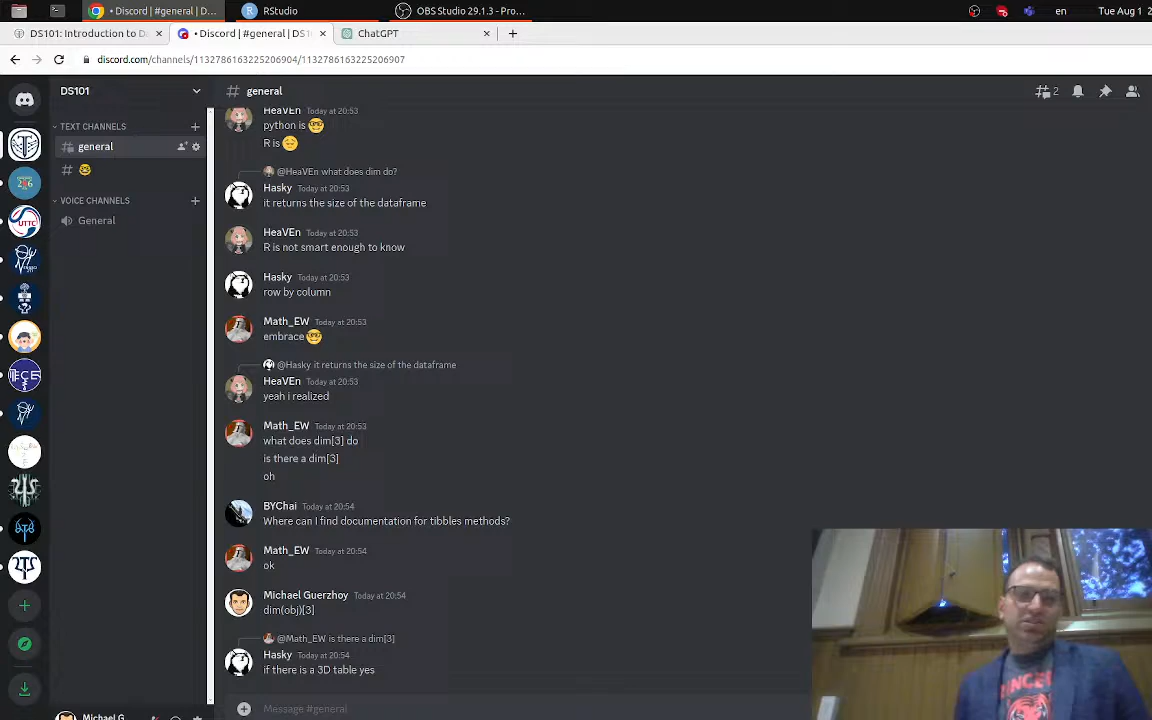 • Discord | #general | D...
RStudio
OBS Studio 29.1.3 - Pro...
en
Tue Aug 1 2
DS101: Introduction to D
• Discord | #general | DS1
ChatGPT
discord.com/channels/1132786163225206904/1132786163225206907
DS101
general
2
TEXT CHANNELS
general
VOICE CHANNELS
General
HeaVEn Today at 20:53
python is 🤓
R is 😔
@HeaVEn what does dim do?
Hasky Today at 20:53
it returns the size of the dataframe
HeaVEn Today at 20:53
R is not smart enough to know
Hasky Today at 20:53
row by column
Math_EW Today at 20:53
embrace 🤓
@Hasky it returns the size of the dataframe
HeaVEn Today at 20:53
yeah i realized
Math_EW Today at 20:53
what does dim[3] do
is there a dim[3]
oh
BYChai Today at 20:54
Where can I find documentation for tibbles methods?
Math_EW Today at 20:54
ok
Michael Guerzhoy Today at 20:54
dim(obj)[3]
@Math_EW is there a dim[3]
Hasky Today at 20:54
if there is a 3D table yes
Message #general
Michael G.
UTTC
ECE